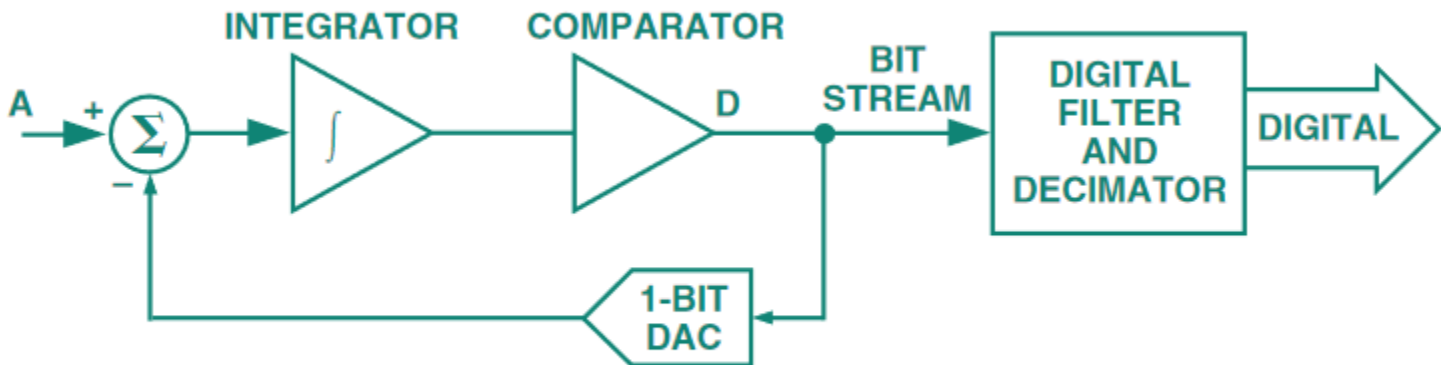 INTEGRATOR
COMPARATOR
A
+
Σ
−
∫
D
BIT
STREAM
DIGITAL
FILTER
AND
DECIMATOR
DIGITAL
1-BIT
DAC